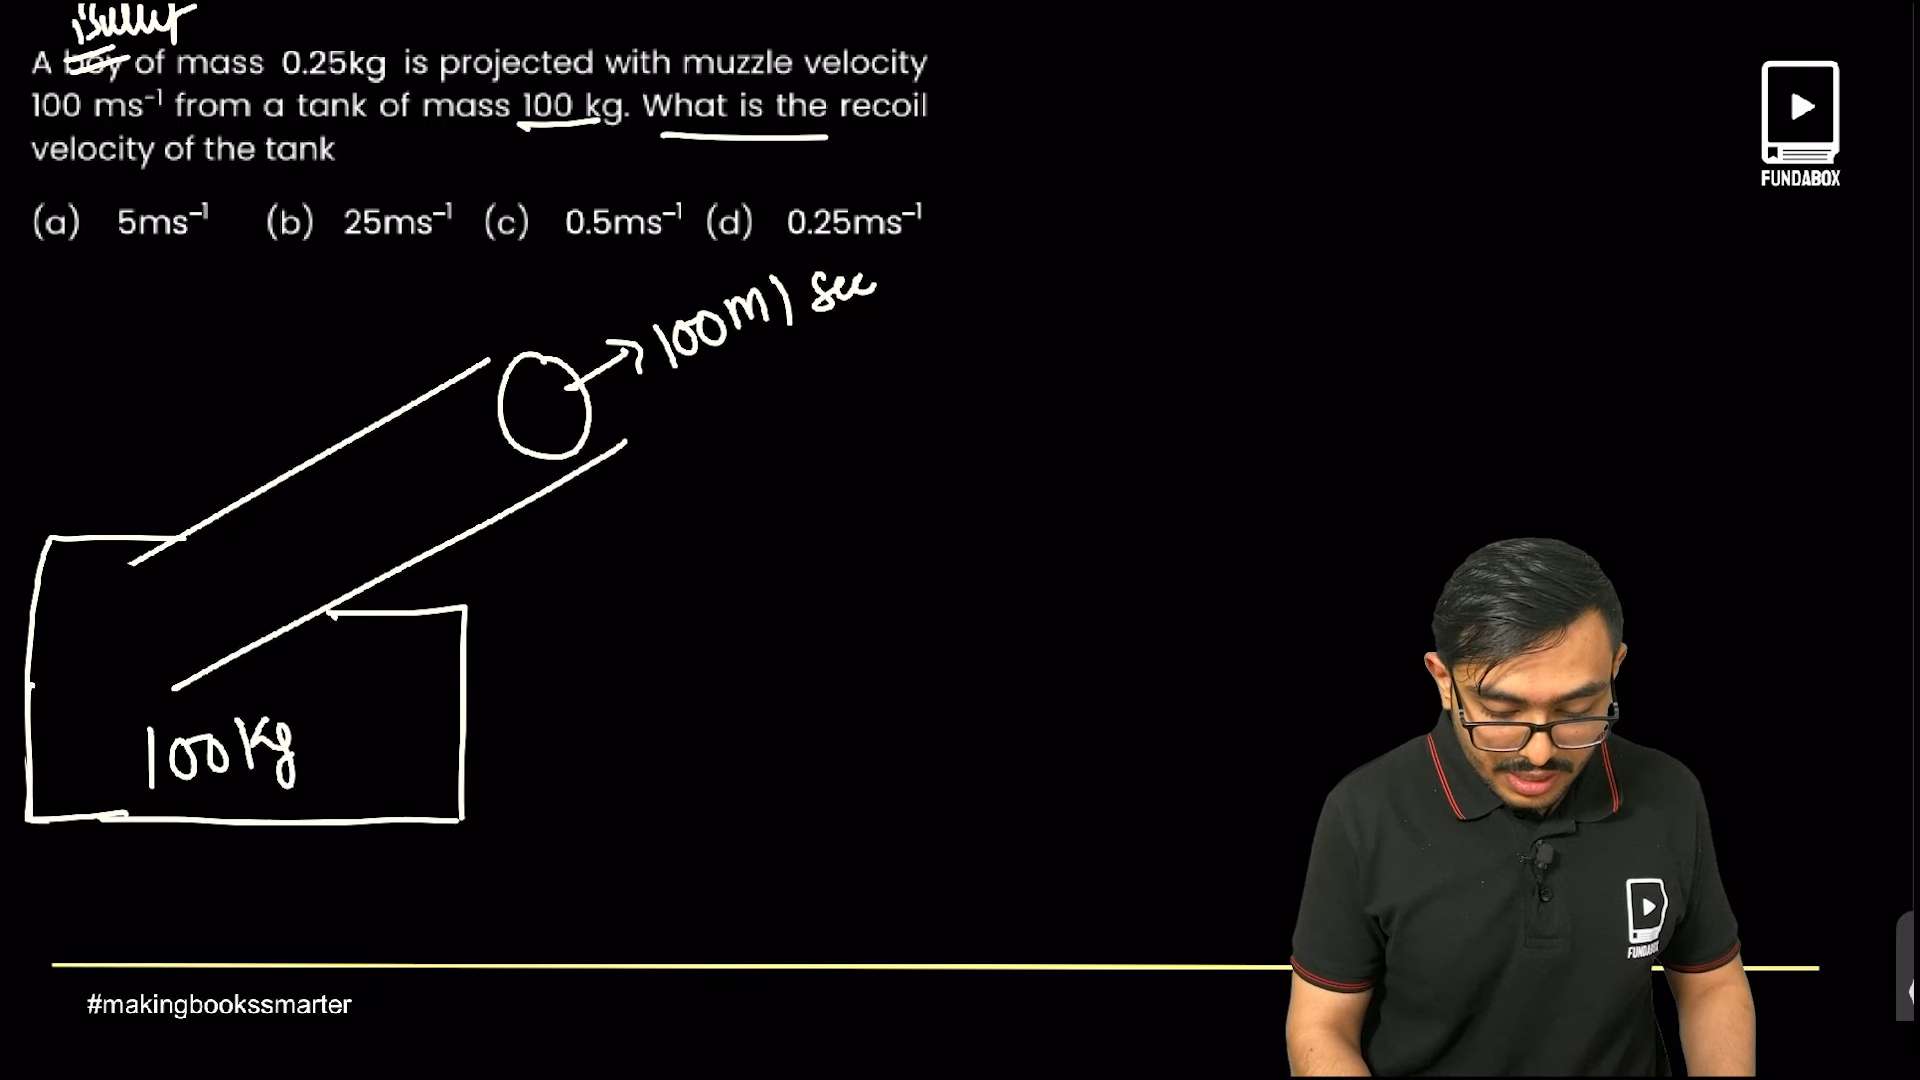 Bullet
A boy of mass 0.25kg is projected with muzzle velocity
100 ms⁻¹ from a tank of mass 100 kg. What is the recoil
velocity of the tank
(a) 5ms⁻¹ (b) 25ms⁻¹ (c) 0.5ms⁻¹ (d) 0.25ms⁻¹
FUNDABOX
100m/sec
100kg
FUNDABOX
#makingbookssmarter